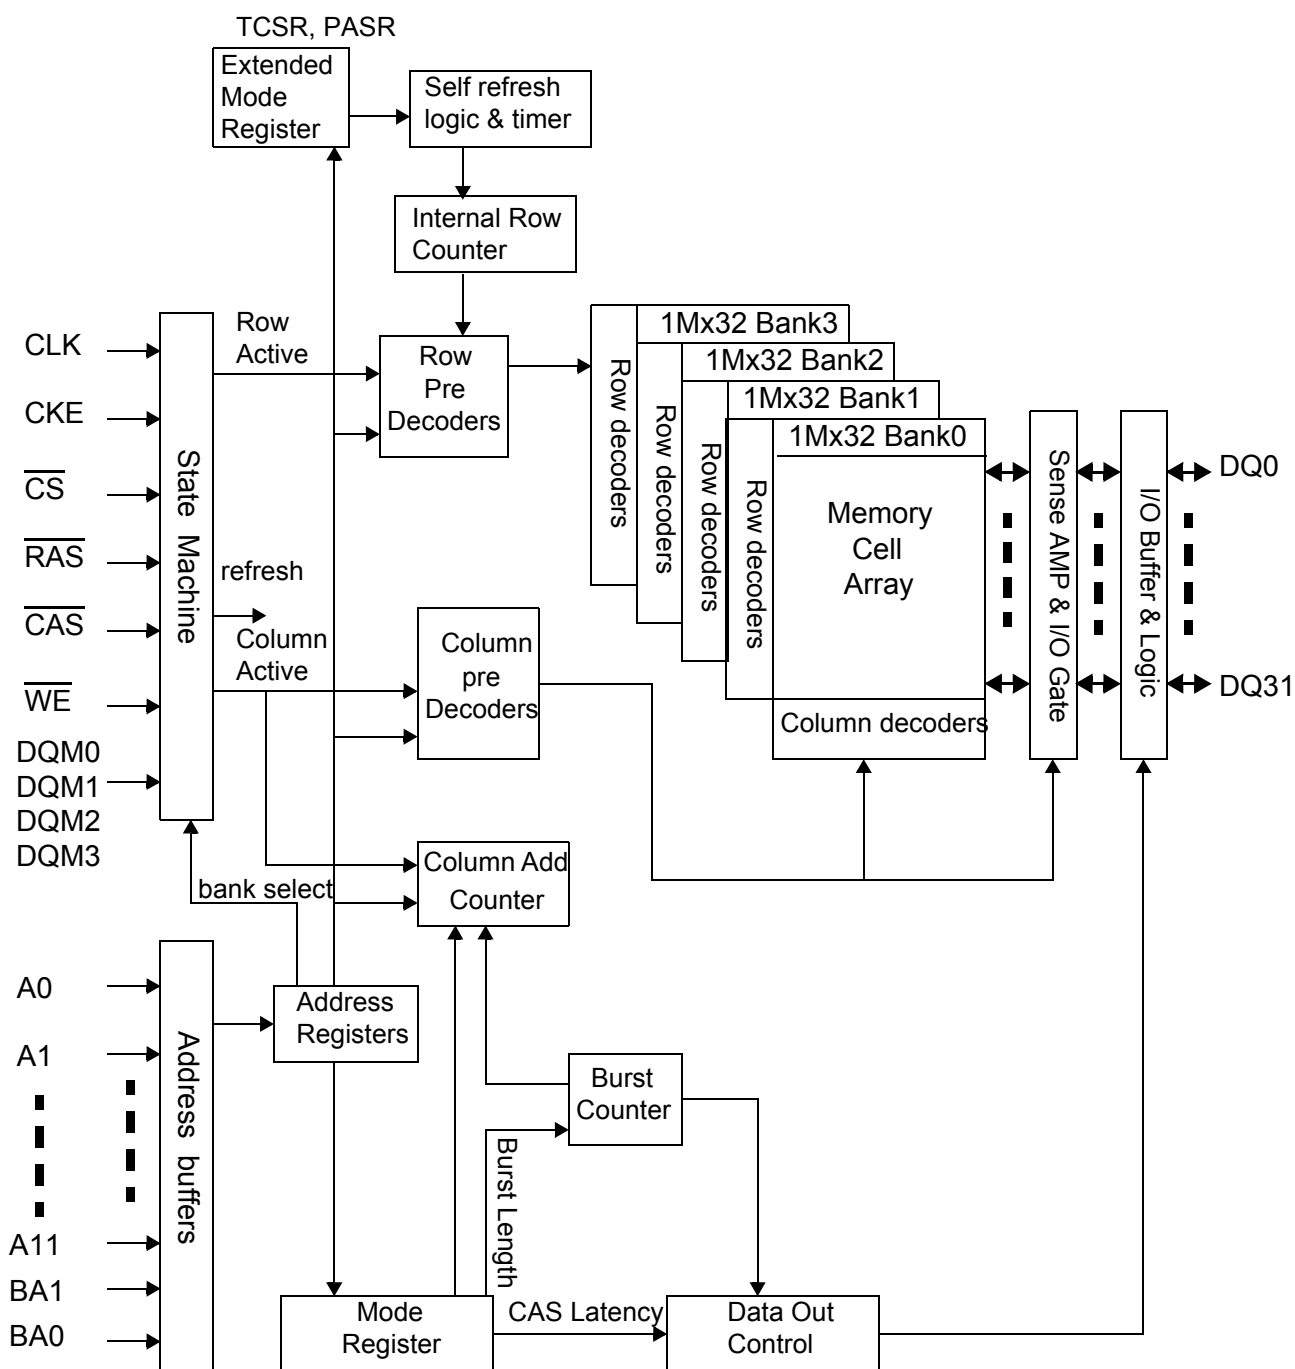 TCSR, PASR
Extended
Mode
Register
Self refresh
logic & timer
Internal Row
Counter
Row
Active
Row
Pre
Decoders
1Mx32 Bank3
1Mx32 Bank2
1Mx32 Bank1
1Mx32 Bank0
Row decoders
Row decoders
Row decoders
Row decoders
Memory
Cell
Array
Column decoders
Sense AMP & I/O Gate
I/O Buffer & Logic
DQ0
DQ31
CLK
CKE
C̅S̅
R̅A̅S̅
C̅A̅S̅
W̅E̅
DQM0
DQM1
DQM2
DQM3
State Machine
refresh
Column
Active
Column
pre
Decoders
Column Add
Counter
bank select
A0
A1
A11
BA1
BA0
Address buffers
Address
Registers
Burst
Counter
Burst Length
Mode
Register
CAS Latency
Data Out
Control